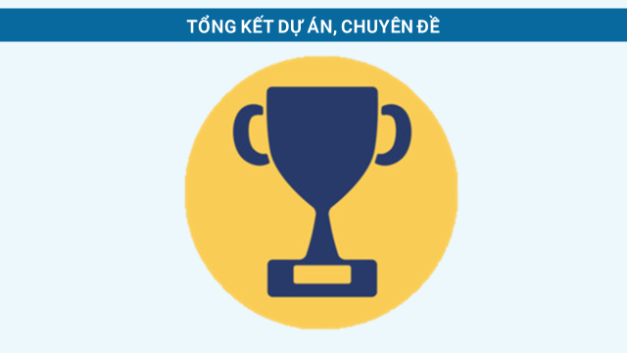 TỔNG KẾT DỰ ÁN, CHUYÊN ĐỀ